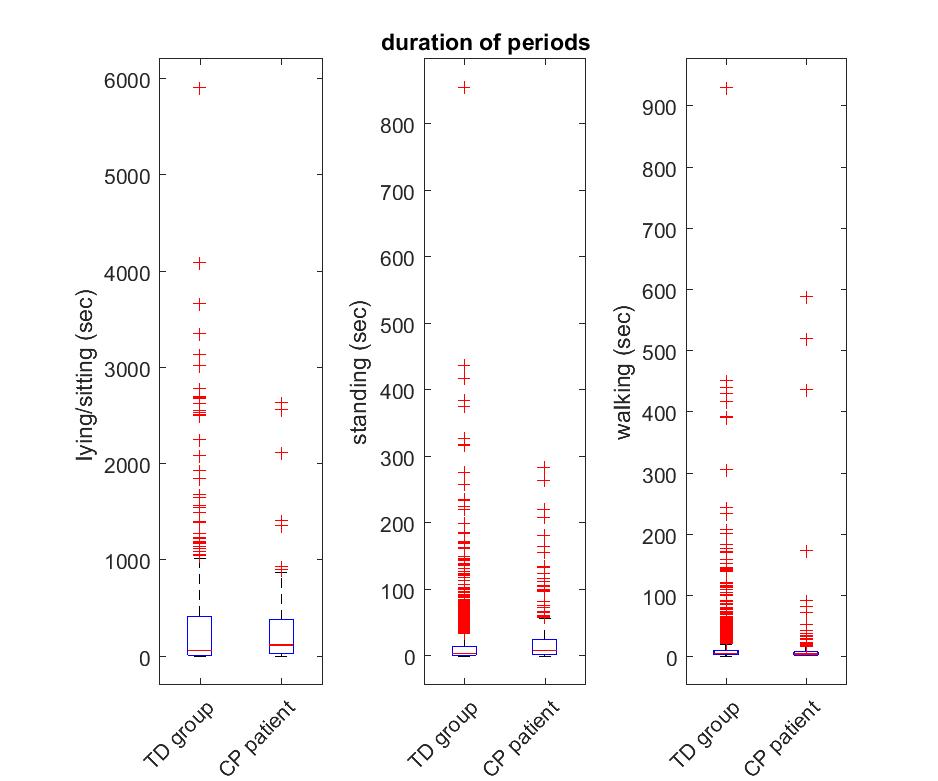 duration of periods
lying/sitting (sec)
6000
5000
4000
3000
2000
1000
0
TD group
CP patient
standing (sec)
800
700
600
500
400
300
200
100
0
TD group
CP patient
walking (sec)
900
800
700
600
500
400
300
200
100
0
TD group
CP patient